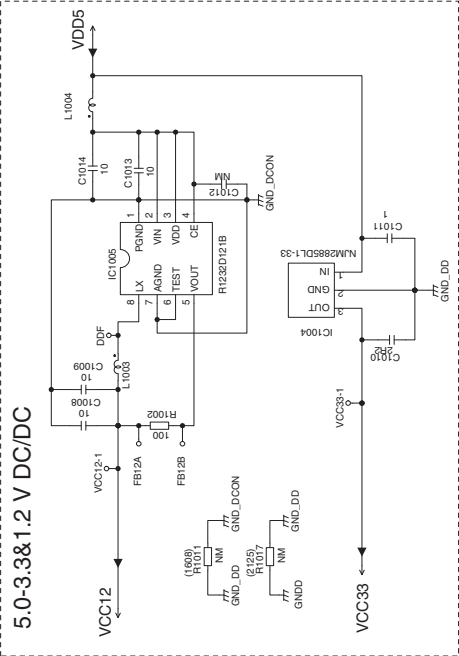 5.0-3.3&1.2 V DC/DC
VDD5
L1004
C1014
10
C1013
10
NM
C1012
GND_DCON
1
2
3
4
PGND
VIN
VDD
CE
IC1005
R1232D121B
LX
AGND
TEST
VOUT
8
7
6
5
DDF
L1003
C1009
10
C1008
10
R1002
100
VCC12-1
FB12A
FB12B
VCC12
(1608)
R1011
NM
GND_DD
GND_DCON
(2125)
R1017
NM
GNDD
GND_DD
NJM2885DL1-33
IN
GND
OUT
1
2
3
IC1004
C1011
1
C1010
2R2
GND_DD
VCC33-1
VCC33